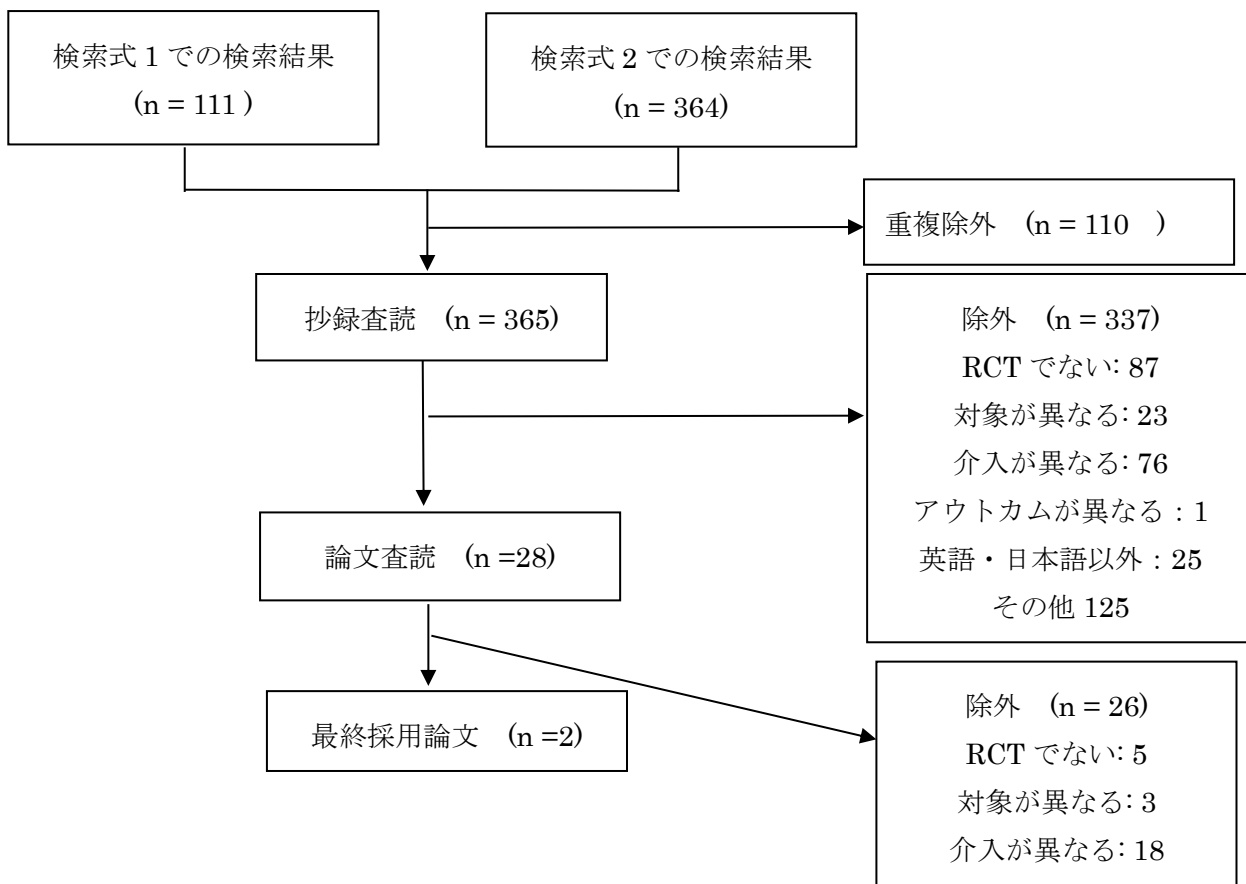 検索式 1 での検索結果
(n = 111 )
検索式 2 での検索結果
(n = 364)
重複除外　(n = 110　)
抄録査読　(n = 365)
除外　(n = 337)
RCT でない: 87
対象が異なる: 23
介入が異なる: 76
アウトカムが異なる : 1
英語・日本語以外 : 25
その他 125
論文査読　(n =28)
最終採用論文　(n =2)
除外　(n = 26)
RCT でない: 5
対象が異なる: 3
介入が異なる: 18